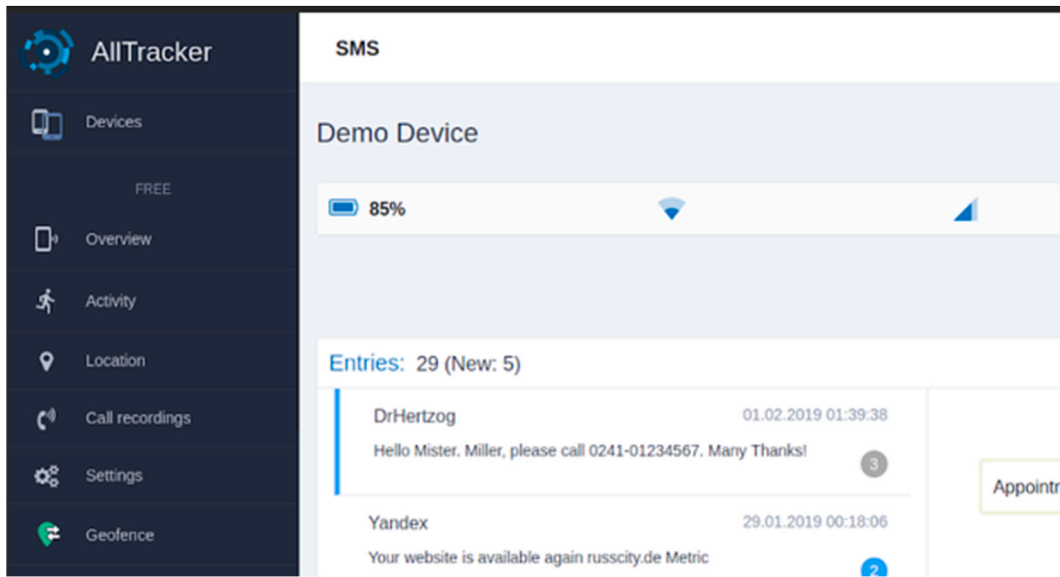 AllTracker
Devices
FREE
Overview
Activity
Location
Call recordings
Settings
Geofence
SMS
Demo Device
85%
Entries: 29 (New: 5)
DrHertzog 01.02.2019 01:39:38
Hello Mister. Miller, please call 0241-01234567. Many Thanks!
3
Yandex 29.01.2019 00:18:06
Your website is available again russcity.de Metric
2
Appointr